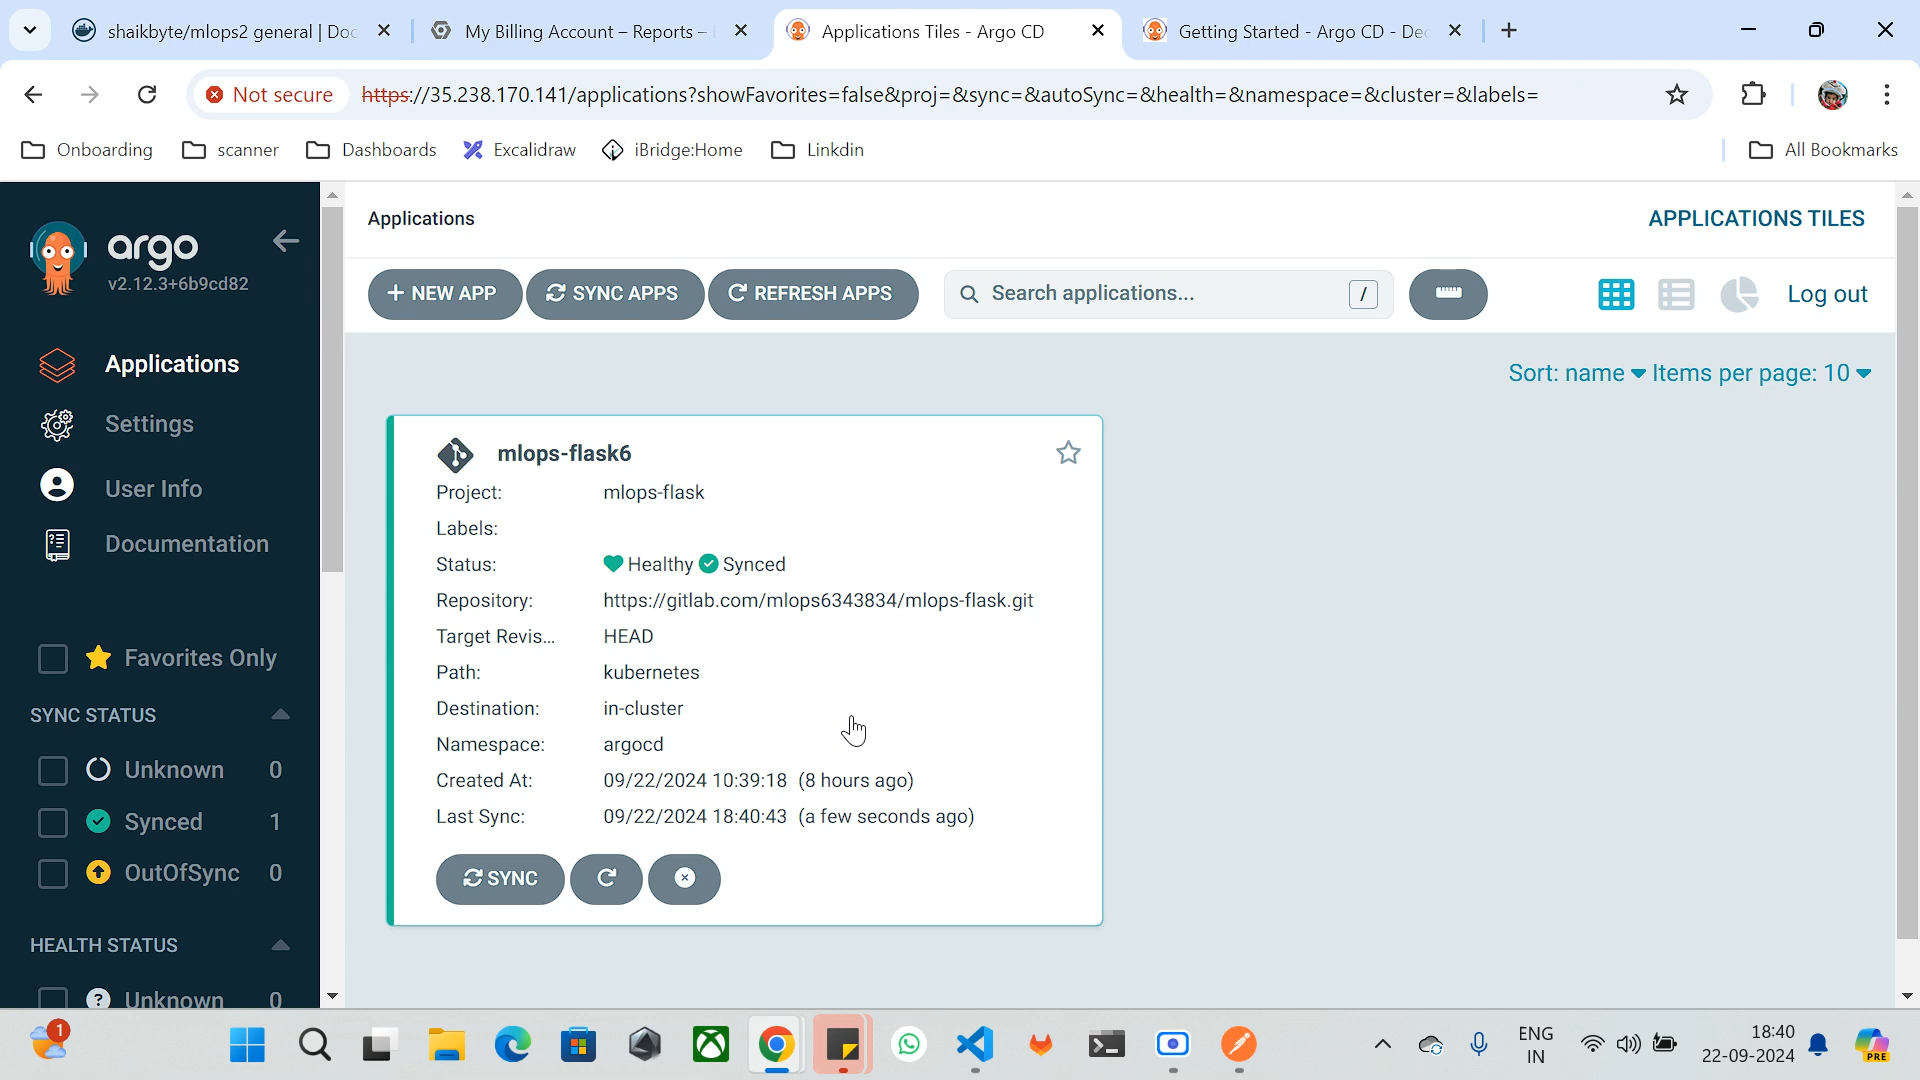 shaikbyte/mlops2 general | Doc
My Billing Account – Reports –
Applications Tiles - Argo CD
Getting Started - Argo CD - Dec
Not secure
https://35.238.170.141/applications?showFavorites=false&proj=&sync=&autoSync=&health=&namespace=&cluster=&labels=
Onboarding
scanner
Dashboards
Excalidraw
iBridge:Home
Linkdin
All Bookmarks
argo
v2.12.3+6b9cd82
Applications
Settings
User Info
Documentation
Favorites Only
SYNC STATUS
Unknown 0
Synced 1
OutOfSync 0
HEALTH STATUS
Unknown 0
Applications
APPLICATIONS TILES
+ NEW APP
SYNC APPS
REFRESH APPS
Search applications...
/
Log out
Sort: name Items per page: 10
mlops-flask6
Project: mlops-flask
Labels:
Status: Healthy Synced
Repository: https://gitlab.com/mlops6343834/mlops-flask.git
Target Revis... HEAD
Path: kubernetes
Destination: in-cluster
Namespace: argocd
Created At: 09/22/2024 10:39:18 (8 hours ago)
Last Sync: 09/22/2024 18:40:43 (a few seconds ago)
SYNC
1
ENG
IN
18:40
22-09-2024
PRE